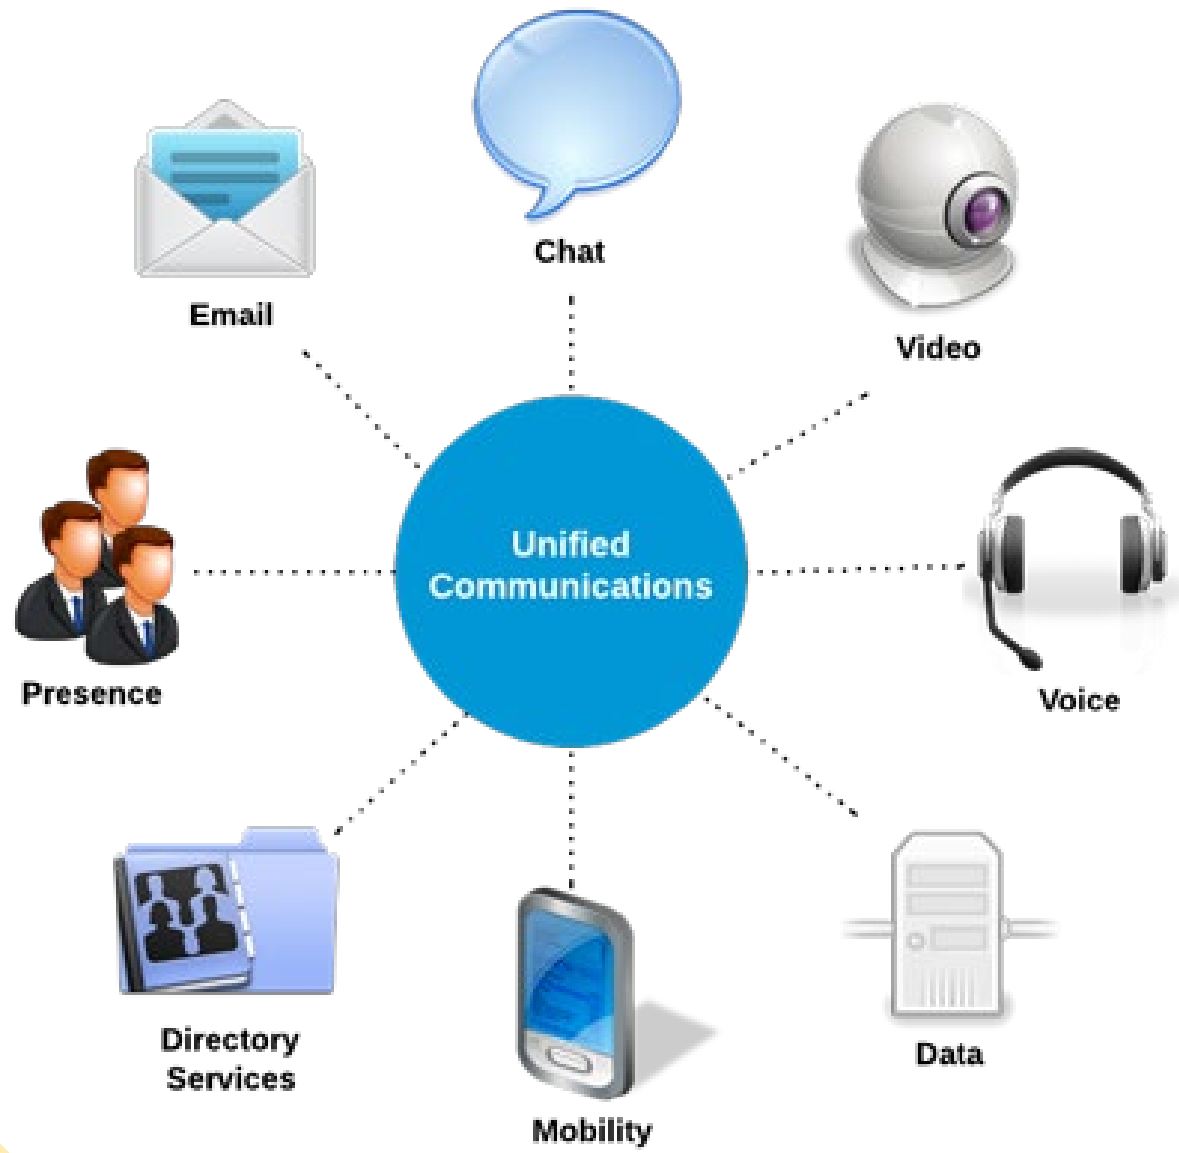 Chat
Email
Video
Unified
Communications
Presence
Voice
Directory
Services
Data
Mobility